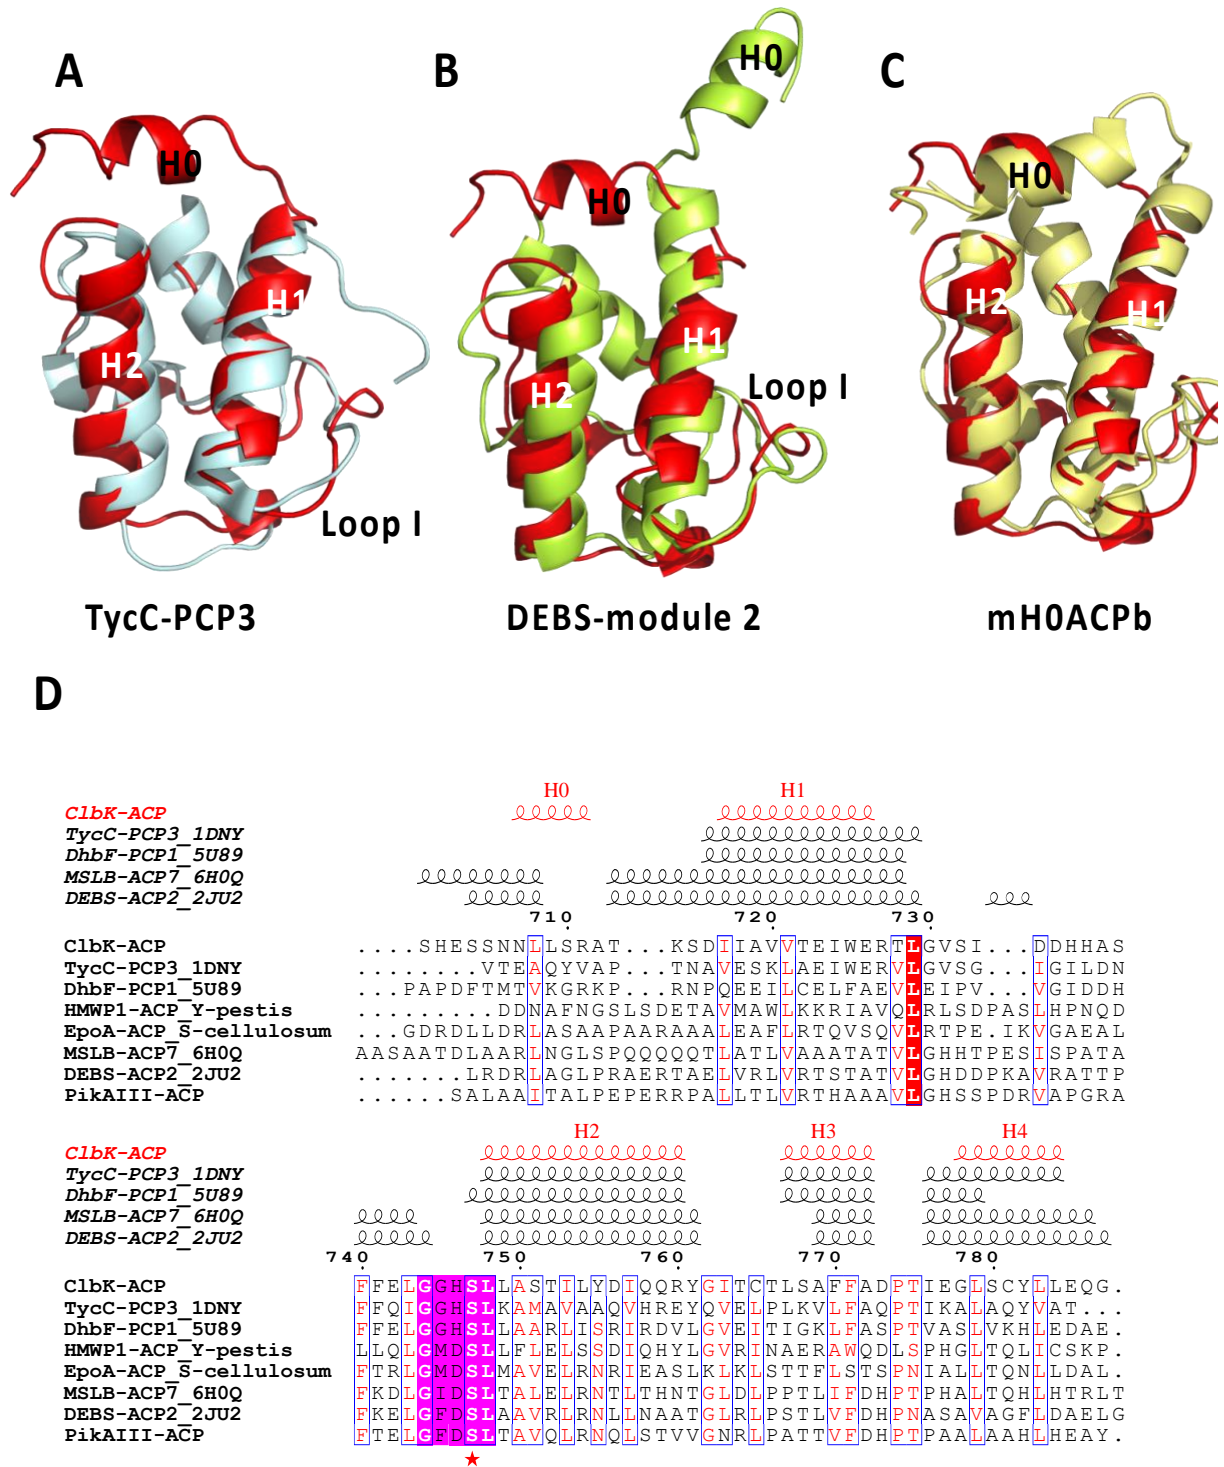 A
B
C
H0
H0
H0
H0
H1
H2
H1
H2
H2
H1
Loop I
Loop I
TycC-PCP3
DEBS-module 2
mH0ACPb
D
H0 H1
ClbK-ACP
TycC-PCP3_1DNY
DhbF-PCP1_5U89
MSLB-ACP7_6H0Q
DEBS-ACP2_2JU2
710 720 730
ClbK-ACP ....SHESSNNLLSRAT...KSDIIAVVTEIWERTLGVSI...DDHHAS
TycC-PCP3_1DNY ........VTEAQYVAP...TNAVESKLAEIWERVLGVSG...IGILDN
DhbF-PCP1_5U89 ...PAPDFTMTVKGRKP...RNPQEEILCELFAEVLEIPV...VGIDDH
HMWP1-ACP_Y-pestis .........DDNAFNGSLSDETAVMAWLKKRIAVQLRLSDPASLHPNQD
EpoA-ACP_S-cellulosum ...GDRDLLDRLASAAPAARAAALEAFLRTQVSQVLRTPE.IKVGAEAL
MSLB-ACP7_6H0Q AASAATDLAARLNGLSPQQQQQTLATLVAAATATVLGHHTPESISPATA
DEBS-ACP2_2JU2 .......LRDRLAGLPRAERTAELVRLVRTSTATVLGHDDPKAVRATTP
PikAIII-ACP ......SALAAITALPEPERRPALLTLVRTHAAAVLGHSSPDRVAPGRA
H2 H3 H4
ClbK-ACP
TycC-PCP3_1DNY
DhbF-PCP1_5U89
MSLB-ACP7_6H0Q
DEBS-ACP2_2JU2
740 750 760 770 780
ClbK-ACP FFELGGHSLLASTILYDIQQRYGITCTLSAFFADPTIEGLSCYLLEQG.
TycC-PCP3_1DNY FFQIGGHSLKAMAVAAQVHREYQVELPLKVLFAQPTIKALAQYVAT...
DhbF-PCP1_5U89 FFELGGHSLLAARLISRIRDVLGVEITIGKLFASPTVASLVKHLEDAE.
HMWP1-ACP_Y-pestis LLQLGMDSLLFLELSSDIQHYLGVRINAERAWQDLSPHGLTQLICSKP.
EpoA-ACP_S-cellulosum FTRLGMDSLMAVELRNRIEASLKLKLSTTFLSTSPNIALLTQNLLDAL.
MSLB-ACP7_6H0Q FKDLGIDSLTALELRNTLTHNTGLDLPPTLIFDHPTPHALTQHLHTRLT
DEBS-ACP2_2JU2 FKELGFDSLAAVRLRNLLNAATGLRLPSTLVFDHPNASAVAGFLDAELG
PikAIII-ACP FTELGFDSLTAVQLRNQLSTVVGNRLPATTVFDHPTPAALAAHLHEAY.